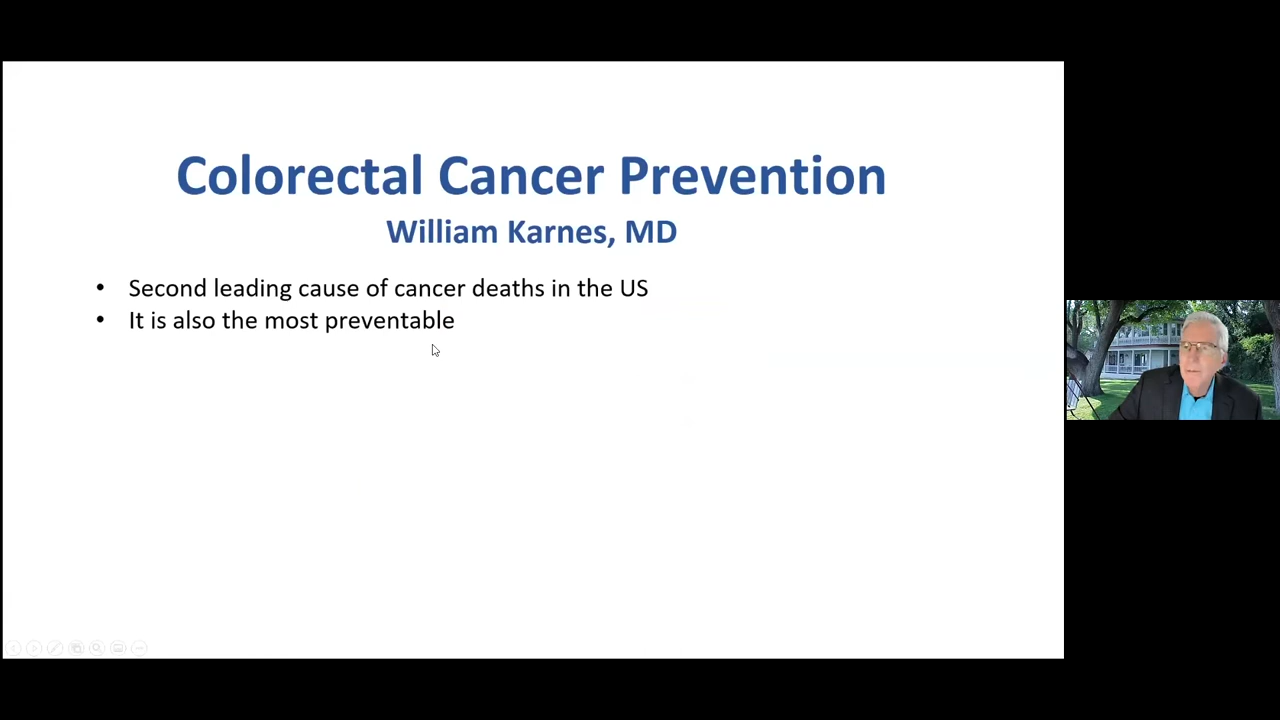 Colorectal Cancer Prevention
William Karnes, MD
• Second leading cause of cancer deaths in the US
• It is also the most preventable